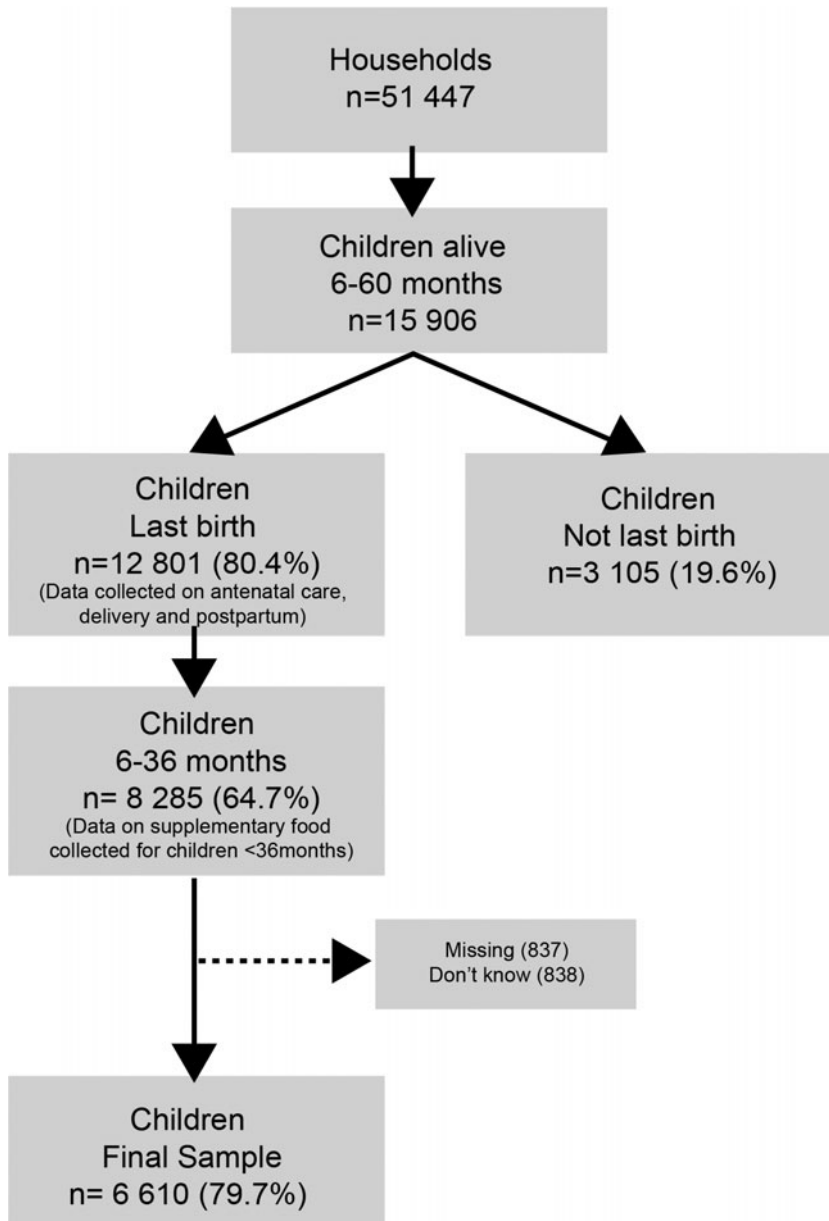 Households
n=51 447
Children alive
6-60 months
n=15 906
Children
Last birth
n=12 801 (80.4%)
(Data collected on antenatal care,
delivery and postpartum)
Children
Not last birth
n=3 105 (19.6%)
Children
6-36 months
n= 8 285 (64.7%)
(Data on supplementary food
collected for children <36months)
Missing (837)
Don’t know (838)
Children
Final Sample
n= 6 610 (79.7%)